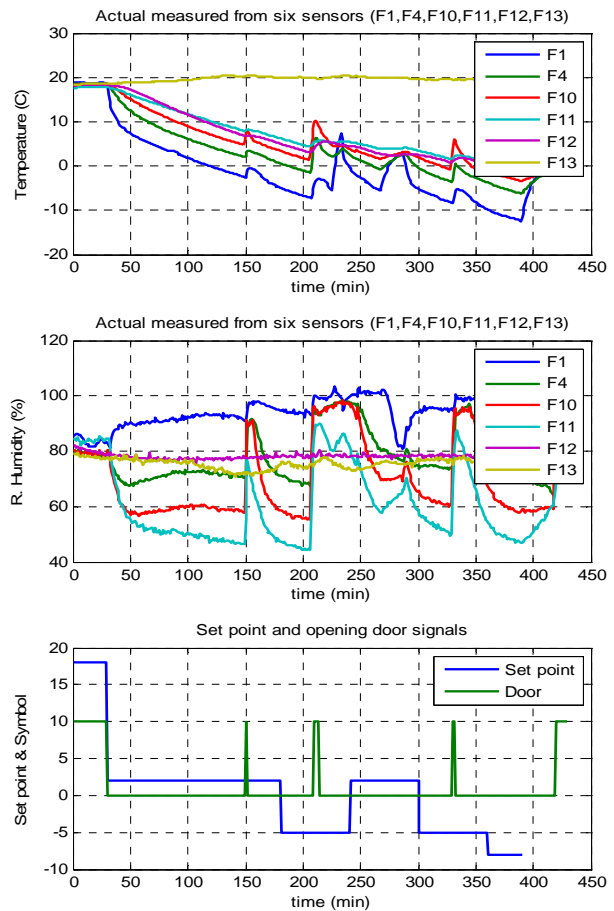 Actual measured from six sensors (F1,F4,F10,F11,F12,F13)
30
20
10
0
-10
-20
Temperature (C)
F1
F4
F10
F11
F12
F13
0 50 100 150 200 250 300 350 400 450
time (min)
Actual measured from six sensors (F1,F4,F10,F11,F12,F13)
120
100
80
60
40
R. Humidity (%)
F1
F4
F10
F11
F12
F13
0 50 100 150 200 250 300 350 400 450
time (min)
Set point and opening door signals
20
15
10
5
0
-5
-10
Set point & Symbol
Set point
Door
0 50 100 150 200 250 300 350 400 450
time (min)